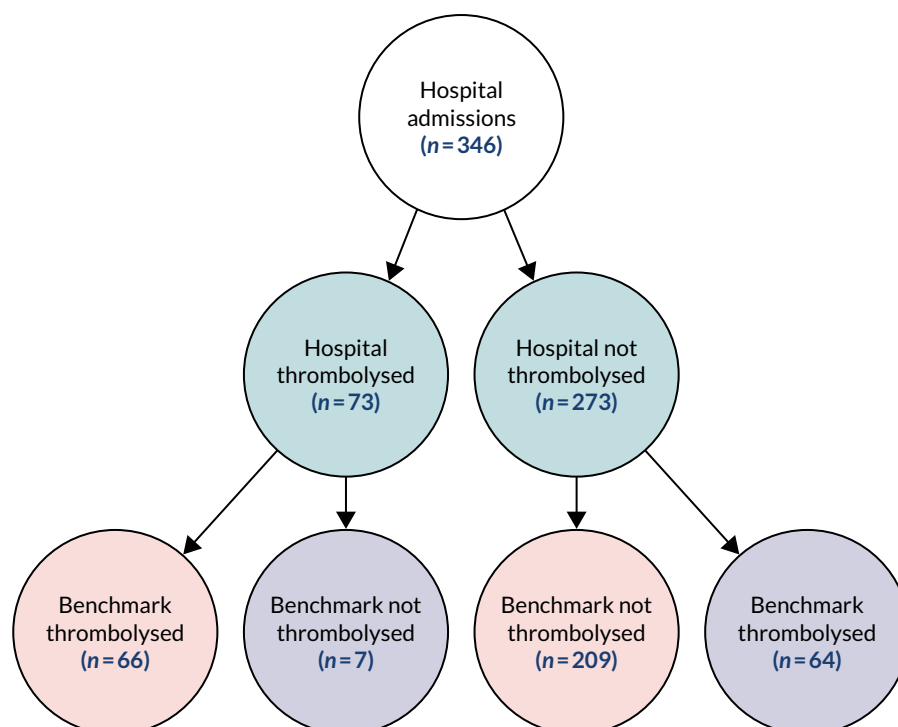 Hospital
admissions
(n=346)
Hospital
thrombolysed
(n=73)
Hospital not
thrombolysed
(n=273)
Benchmark
thrombolysed
(n=66)
Benchmark not
thrombolysed
(n=7)
Benchmark not
thrombolysed
(n=209)
Benchmark
thrombolysed
(n=64)